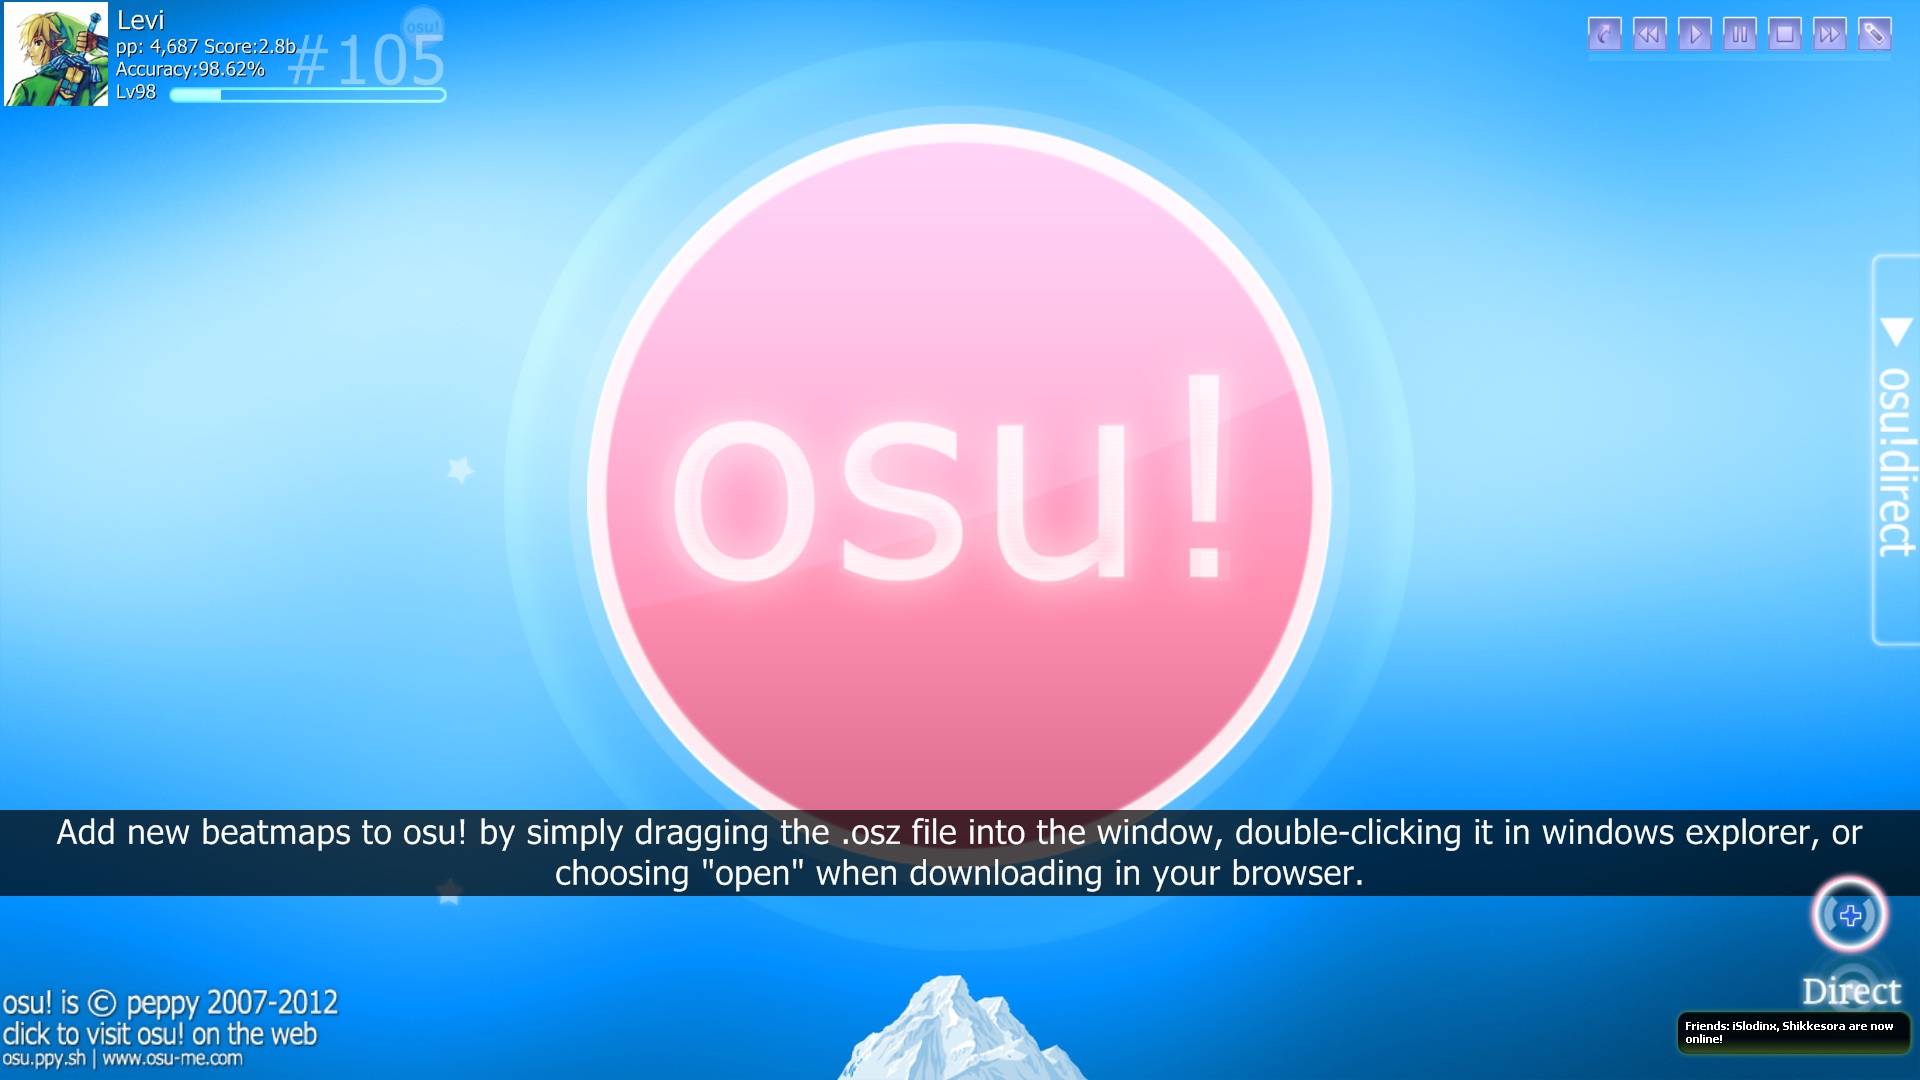 Levi
pp: 4,687 Score:2.8b
Accuracy:98.62%
Lv98
#105
osu!
osu!
osu!direct
Add new beatmaps to osu! by simply dragging the .osz file into the window, double-clicking it in windows explorer, or
choosing "open" when downloading in your browser.
Direct
osu! is © peppy 2007-2012
click to visit osu! on the web
osu.ppy.sh | www.osu-me.com
Friends: iSlodinx, Shikkesora are now
online!